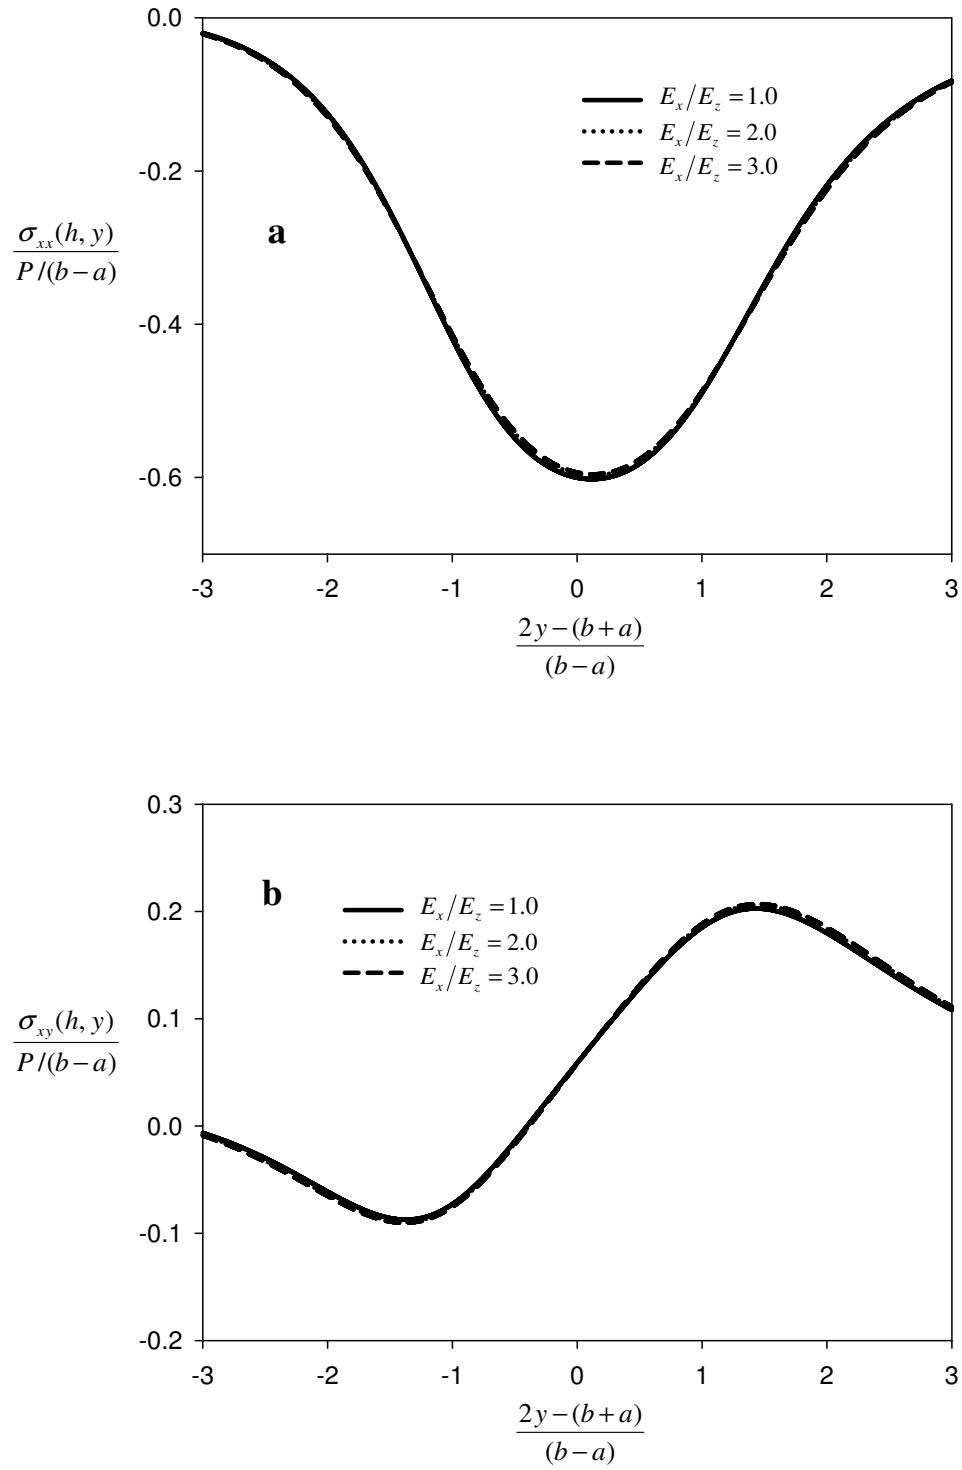 0.0
-0.2
-0.4
-0.6
σxx(h, y)
P/(b−a)
a
Ex/Ez = 1.0
Ex/Ez = 2.0
Ex/Ez = 3.0
-3 -2 -1 0 1 2 3
2y−(b+a)
(b−a)
0.3
0.2
0.1
0.0
-0.1
-0.2
σxy(h, y)
P/(b−a)
b
Ex/Ez = 1.0
Ex/Ez = 2.0
Ex/Ez = 3.0
-3 -2 -1 0 1 2 3
2y−(b+a)
(b−a)